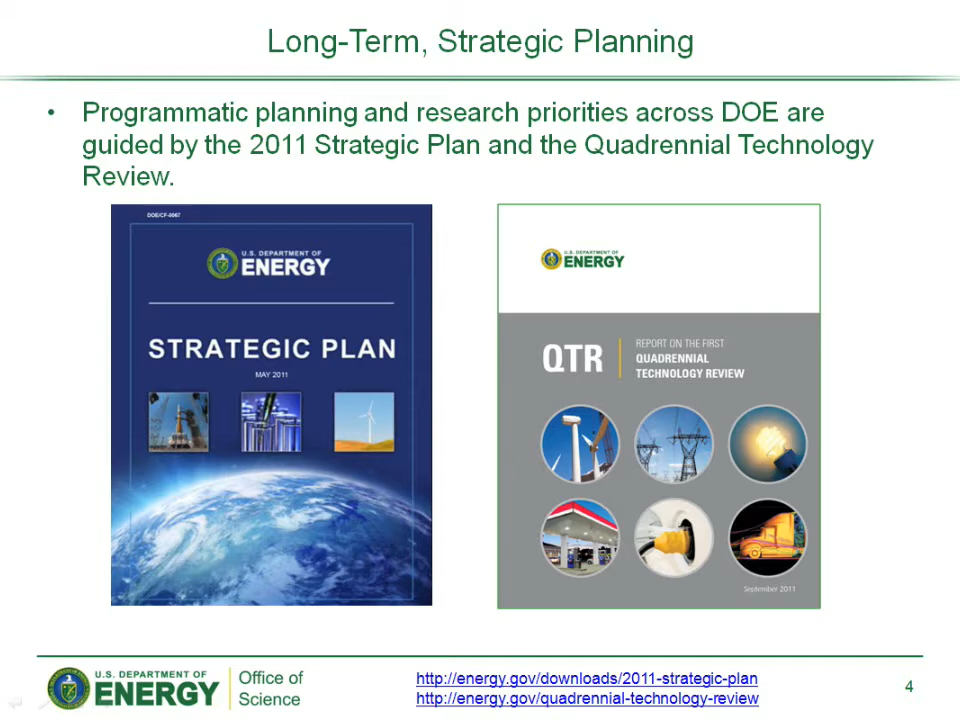 Long-Term, Strategic Planning
• Programmatic planning and research priorities across DOE are
guided by the 2011 Strategic Plan and the Quadrennial Technology
Review.
DOE/CF-0067
U.S. DEPARTMENT OF
ENERGY
STRATEGIC PLAN
MAY 2011
U.S. DEPARTMENT OF
ENERGY
QTR
REPORT ON THE FIRST
QUADRENNIAL
TECHNOLOGY REVIEW
September 2011
U.S. DEPARTMENT OF
ENERGY
Office of
Science
http://energy.gov/downloads/2011-strategic-plan
http://energy.gov/quadrennial-technology-review
4